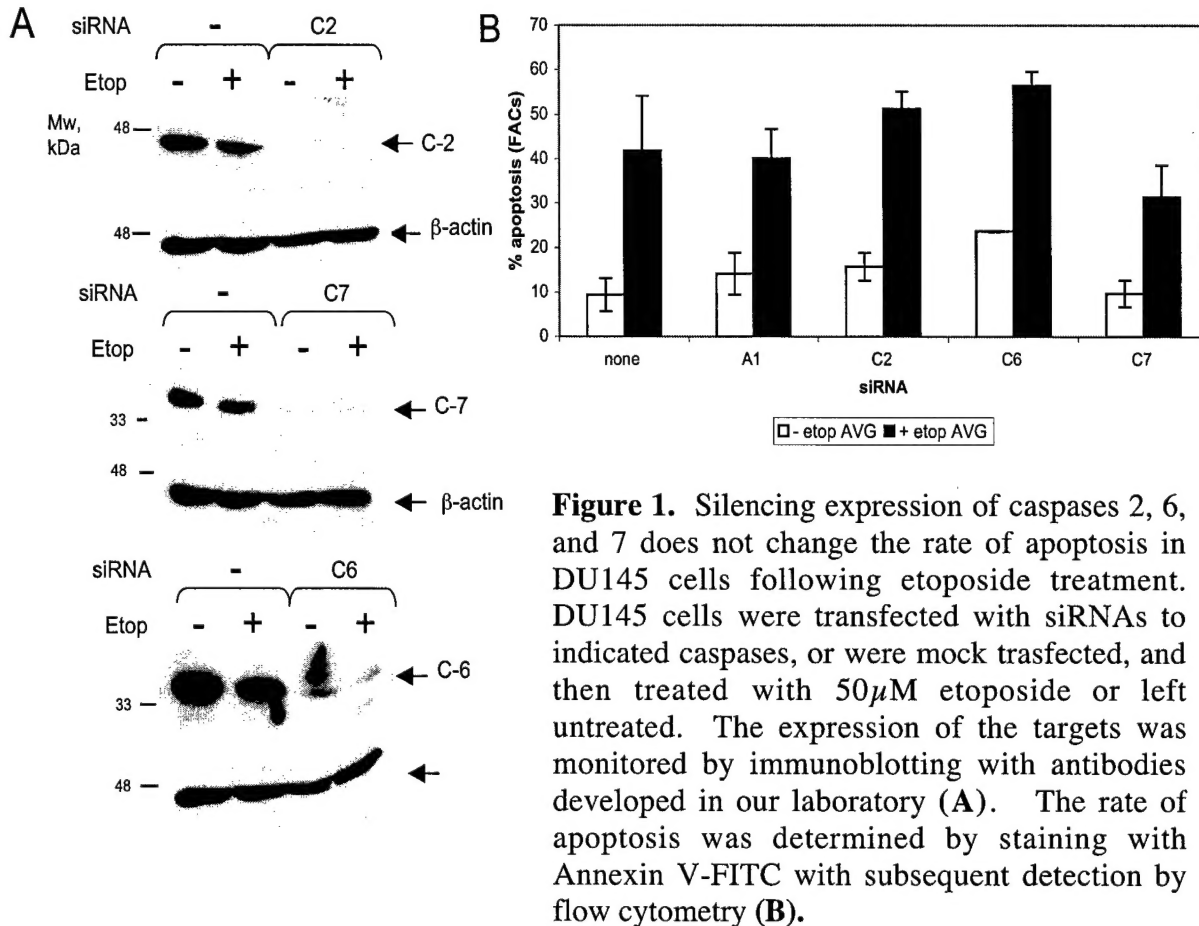 A
siRNA - C2
Etop - + - +
Mw, kDa
48
C-2
48
β-actin
siRNA - C7
Etop - + - +
33
C-7
48
β-actin
siRNA - C6
Etop - + - +
C-6
33
48
B
% apoptosis (FACs)
70
60
50
40
30
20
10
0
none A1 C2 C6 C7
siRNA
- etop AVG + etop AVG
Figure 1. Silencing expression of caspases 2, 6,
and 7 does not change the rate of apoptosis in
DU145 cells following etoposide treatment.
DU145 cells were transfected with siRNAs to
indicated caspases, or were mock trasfected, and
then treated with 50μM etoposide or left
untreated. The expression of the targets was
monitored by immunoblotting with antibodies
developed in our laboratory (A). The rate of
apoptosis was determined by staining with
Annexin V-FITC with subsequent detection by
flow cytometry (B).